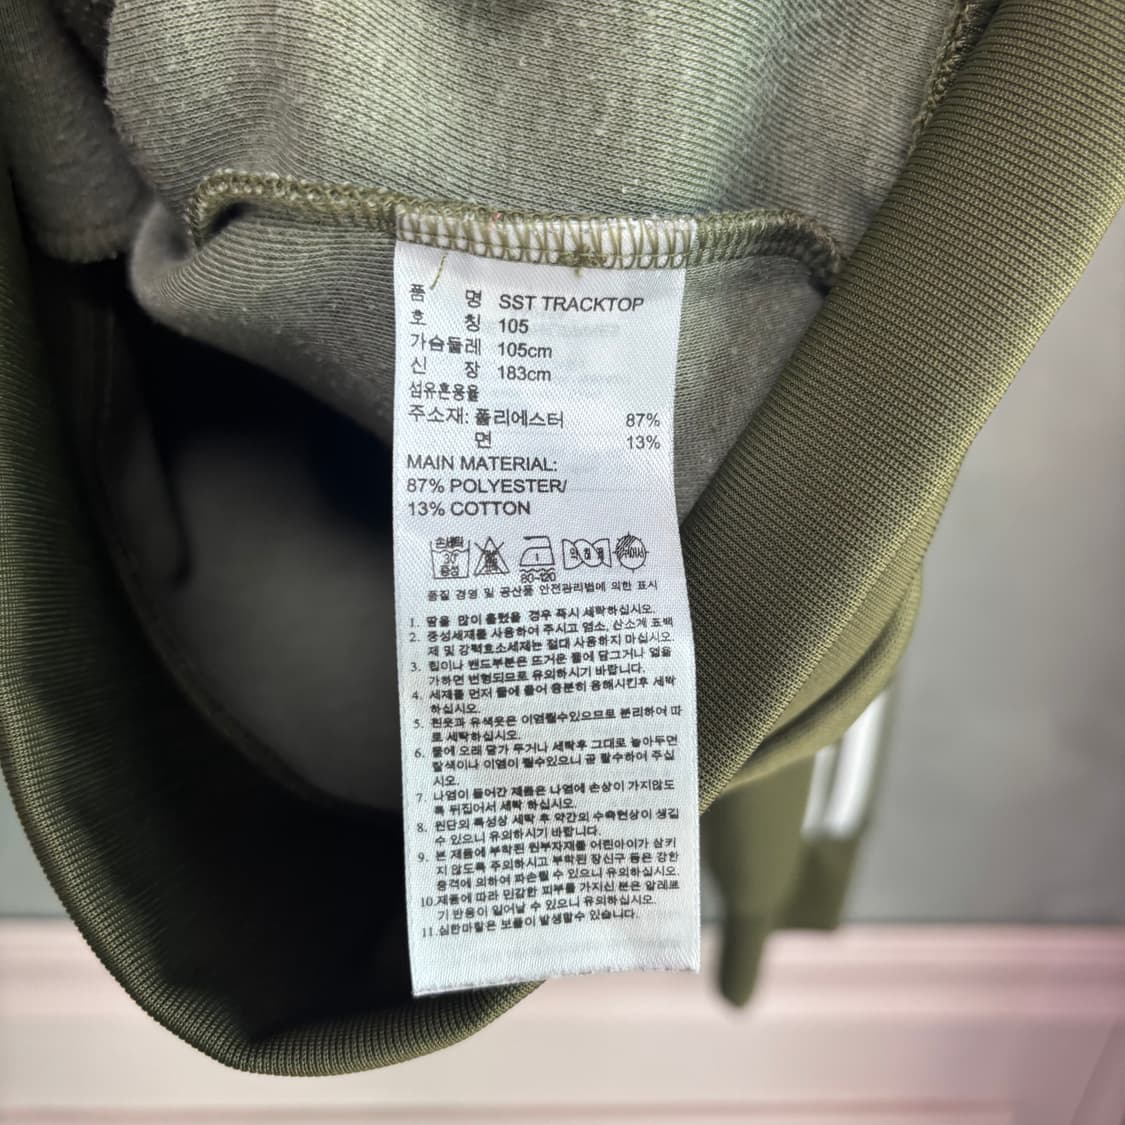 품 명 SST TRACKTOP
호 칭 105
가슴둘레 105cm
신 장 183cm
섬유혼용율
주소재: 폴리에스터 87%
면 13%
MAIN MATERIAL:
87% POLYESTER/
13% COTTON
손세탁
30
중성
80~120
품질 경영 및 공산품 안전관리법에 의한 표시
1. 땀을 많이 흘렸을 경우 즉시 세탁하십시오.
2. 중성세제를 사용하여 주시고 염소, 산소계 표백
제 및 강력효소세제는 절대 사용하지 마십시오.
3. 힙이나 밴드부분은 뜨거운 물에 담그거나 열을
가하면 변형되므로 유의하시기 바랍니다.
4. 세제를 먼저 물에 풀어 충분히 용해시킨후 세탁
하십시오.
5. 흰옷과 유색옷은 이염될수있으므로 분리하여 따
로 세탁하십시오.
6. 물에 오래 담가 두거나 세탁후 그대로 놓아두면
탈색이나 이염이 될수있으니 곧 탈수하여 주십
시오.
7. 나염이 들어간 제품은 나염에 손상이 가지않도
록 뒤집어서 세탁 하십시오.
8. 원단의 특성상 세탁 후 약간의 수축현상이 생길
수 있으니 유의하시기 바랍니다.
9. 본 제품에 부착된 원부자재를 어린아이가 삼키
지 않도록 주의하시고 부착된 장신구 등은 강한
충격에 의하여 파손될 수 있으니 유의하십시오.
10.제품에 따라 민감한 피부를 가지신 분은 알레르
기 반응이 일어날 수 있으니 유의하십시오.
11.심한마찰은 보풀이 발생할수 있습니다.